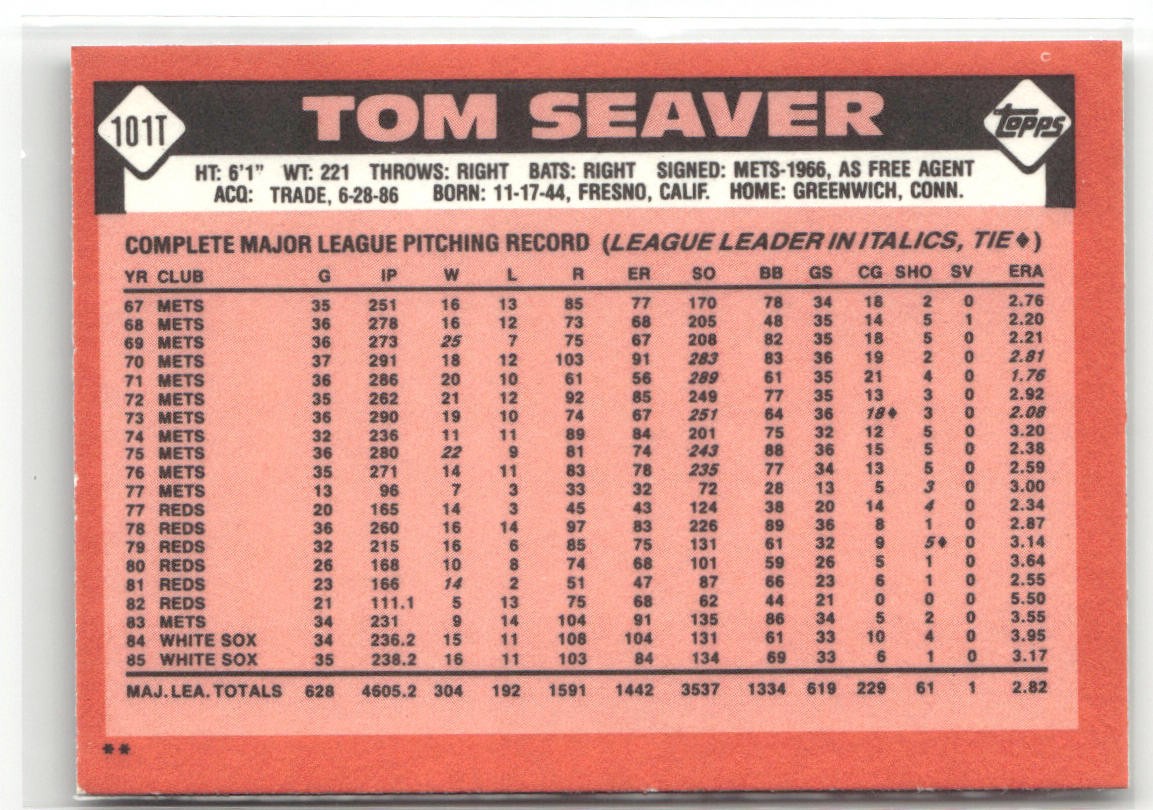 C
101T TOM SEAVER topps
HT: 6'1" WT: 221 THROWS: RIGHT BATS: RIGHT SIGNED: METS-1966, AS FREE AGENT
ACQ: TRADE, 6-28-86 BORN: 11-17-44, FRESNO, CALIF. HOME: GREENWICH, CONN.
COMPLETE MAJOR LEAGUE PITCHING RECORD (LEAGUE LEADER IN ITALICS, TIE♦)
YR CLUB G IP W L R ER SO BB GS CG SHO SV ERA
67 METS 35 251 16 13 85 77 170 78 34 18 2 0 2.76
68 METS 36 278 16 12 73 68 205 48 35 14 5 1 2.20
69 METS 36 273 25 7 75 67 208 82 35 18 5 0 2.21
70 METS 37 291 18 12 103 91 283 83 36 19 2 0 2.81
71 METS 36 286 20 10 61 56 289 61 35 21 4 0 1.76
72 METS 35 262 21 12 92 85 249 77 35 13 3 0 2.92
73 METS 36 290 19 10 74 67 251 64 36 18♦ 3 0 2.08
74 METS 32 236 11 11 89 84 201 75 32 12 5 0 3.20
75 METS 36 280 22 9 81 74 243 88 36 15 5 0 2.38
76 METS 35 271 14 11 83 78 235 77 34 13 5 0 2.59
77 METS 13 96 7 3 33 32 72 28 13 5 3 0 3.00
77 REDS 20 165 14 3 45 43 124 38 20 14 4 0 2.34
78 REDS 36 260 16 14 97 83 226 89 36 8 1 0 2.87
79 REDS 32 215 16 6 85 75 131 61 32 9 5♦ 0 3.14
80 REDS 26 168 10 8 74 68 101 59 26 5 1 0 3.64
81 REDS 23 166 14 2 51 47 87 66 23 6 1 0 2.55
82 REDS 21 111.1 5 13 75 68 62 44 21 0 0 0 5.50
83 METS 34 231 9 14 104 91 135 86 34 5 2 0 3.55
84 WHITE SOX 34 236.2 15 11 108 104 131 61 33 10 4 0 3.95
85 WHITE SOX 35 238.2 16 11 103 84 134 69 33 6 1 0 3.17
MAJ. LEA. TOTALS 628 4605.2 304 192 1591 1442 3537 1334 619 229 61 1 2.82
**